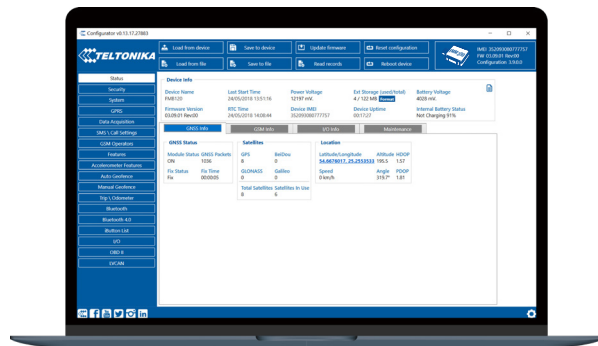 Configurator v0.13.17.27883
TELTONIKA
Load from device
Save to device
Update firmware
Reset configuration
Load from file
Save to file
Read records
Reboot device
IMEI: 352093080777757
FW: 03.09.01 Rev:00
Configuration 3.9.0.0
Status
Security
System
GPRS
Data Acquisition
SMS \ Call Settings
GSM Operators
Features
Accelerometer Features
Auto Geofence
Manual Geofence
Trip \ Odometer
Bluetooth
Bluetooth 4.0
iButton List
I/O
OBD II
LVCAN
Device Info
Device Name Last Start Time Power Voltage Ext Storage (used/total) Battery Voltage
FMB120 24/05/2018 13:51:16 12197 mV. 4 / 122 MB Format 4028 mV.
Firmware Version RTC Time Device IMEI Device Uptime Internal Battery Status
03.09.01 Rev:00 24/05/2018 14:08:44 352093080777757 00:17:27 Not Charging 91%
GNSS Info GSM Info I/O Info Maintenance
GNSS Status Satellites Location
Module Status GNSS Packets GPS BeiDou Latitude/Longitude Altitude HDOP
ON 1036 8 0 54.6678017, 25.2553533 195.5 1.57
Fix Status Fix Time GLONASS Galileo Speed Angle PDOP
Fix 00:00:05 0 0 0 km/h 319.7° 1.81
Total Satellites Satellites In Use
8 6